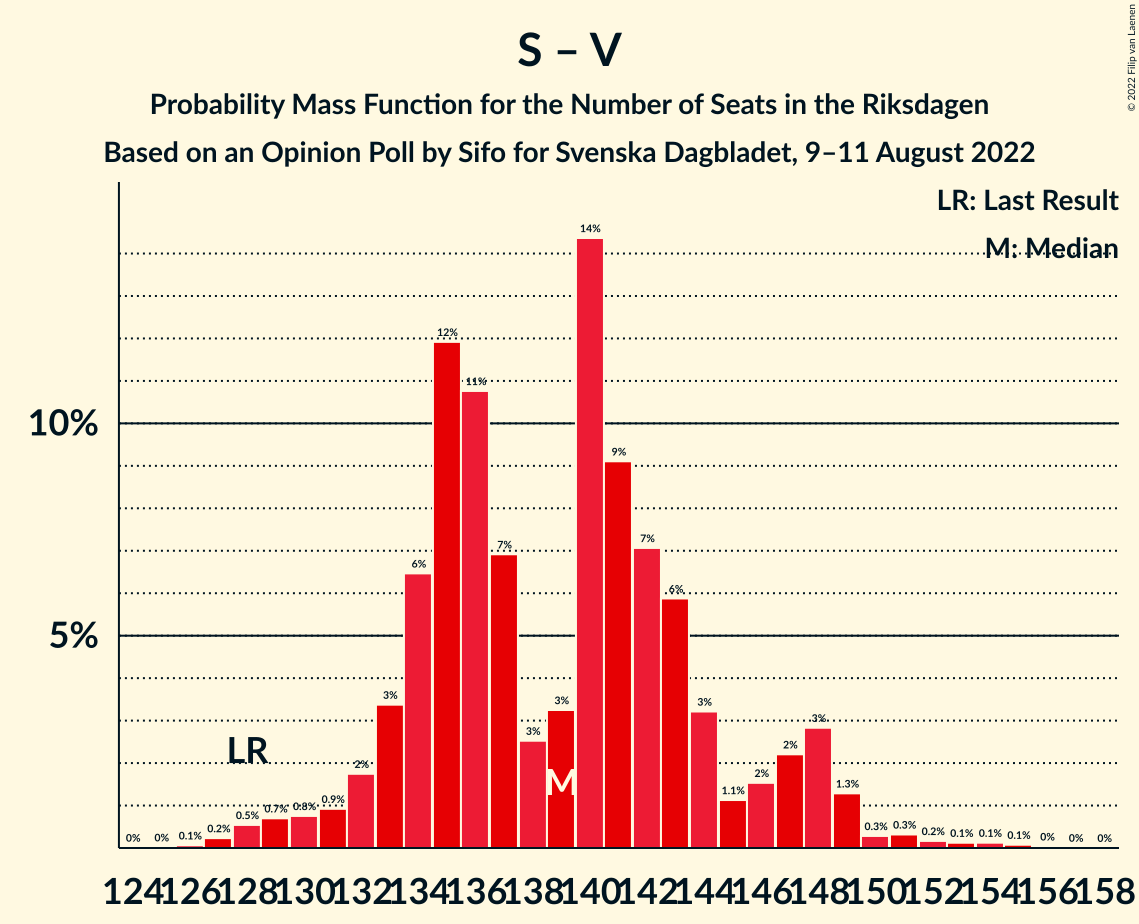 S – V
Probability Mass Function for the Number of Seats in the Riksdagen
Based on an Opinion Poll by Sifo for Svenska Dagbladet, 9–11 August 2022
© 2022 Filip van Laenen
LR: Last Result
M: Median
10%
5%
0% 0% 0.1% 0.2% 0.5% 0.7% 0.8% 0.9% 2% 3% 6% 12% 11% 7% 3% 3% 14% 9% 7% 6% 3% 1.1% 2% 2% 3% 1.3% 0.3% 0.3% 0.2% 0.1% 0.1% 0.1% 0% 0% 0%
LR
M
124 126 128 130 132 134 136 138 140 142 144 146 148 150 152 154 156 158